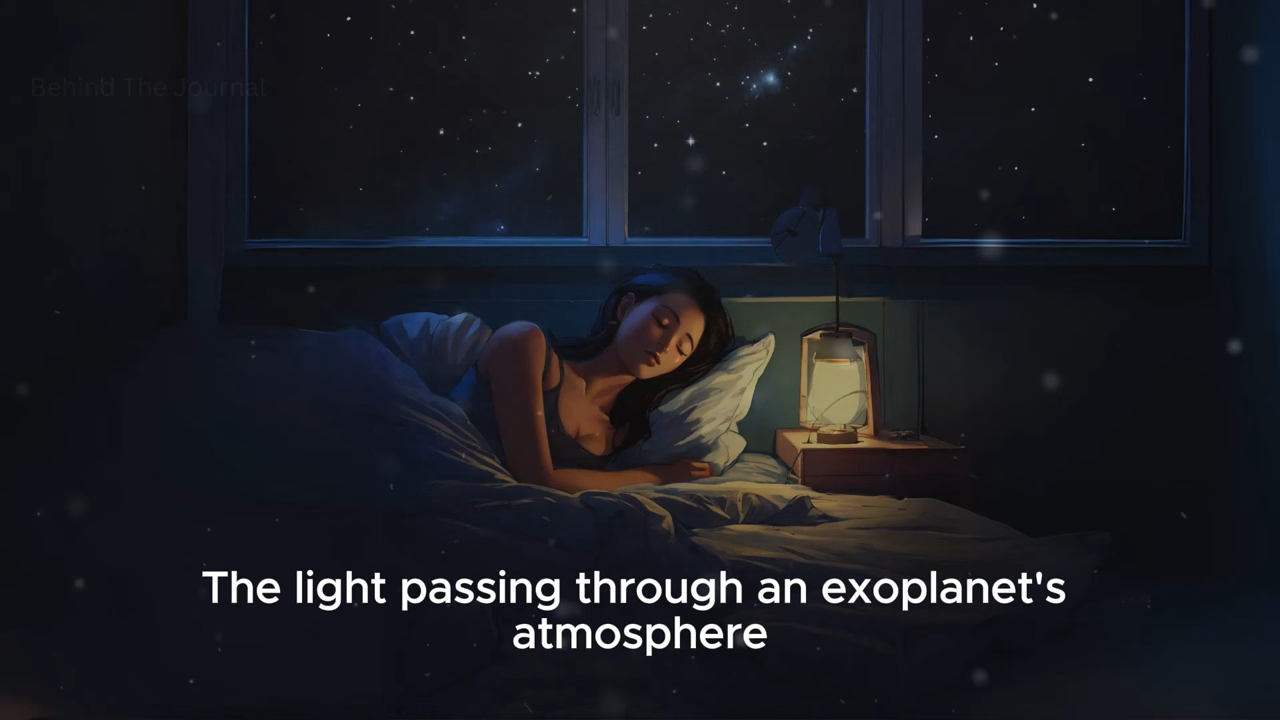 Behind The Journal
The light passing through an exoplanet's
atmosphere